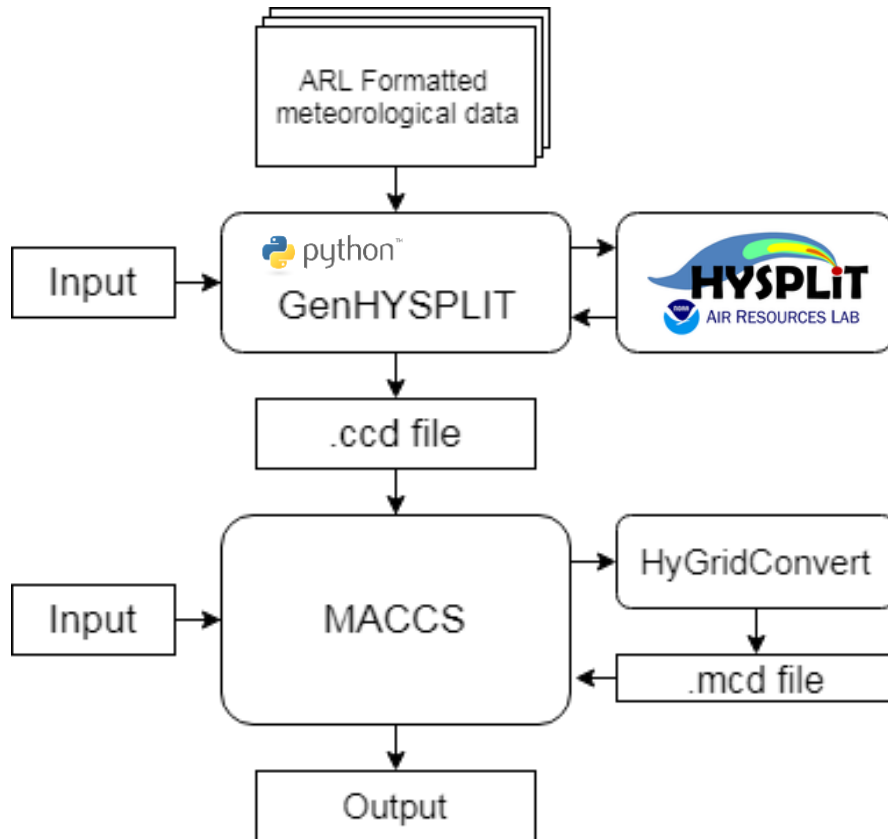 ARL Formatted
meteorological data
Input
python™
GenHYSPLIT
HYSPLiT
noaa
AIR RESOURCES LAB
.ccd file
Input
MACCS
HyGridConvert
.mcd file
Output